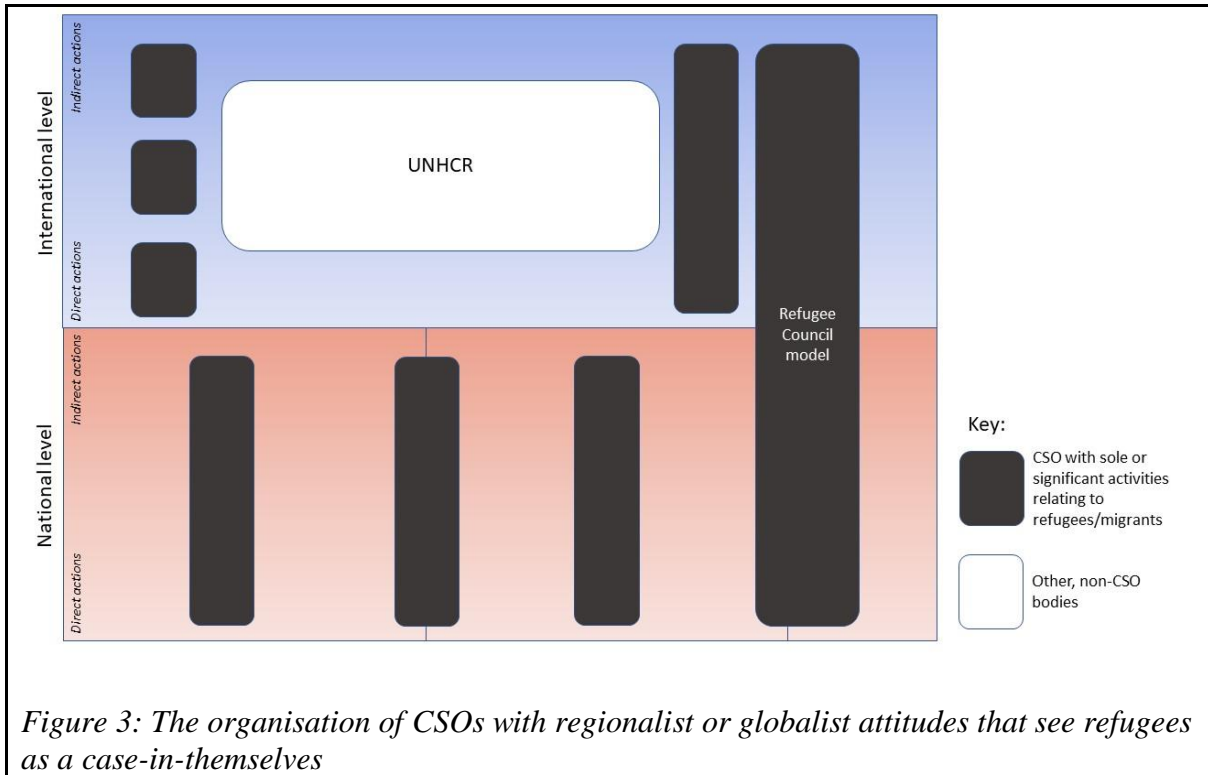 International level
Indirect actions
Direct actions
UNHCR
Refugee
Council
model
National level
Indirect actions
Direct actions
Key:
CSO with sole or
significant activities
relating to
refugees/migrants
Other, non-CSO
bodies
Figure 3: The organisation of CSOs with regionalist or globalist attitudes that see refugees
as a case-in-themselves